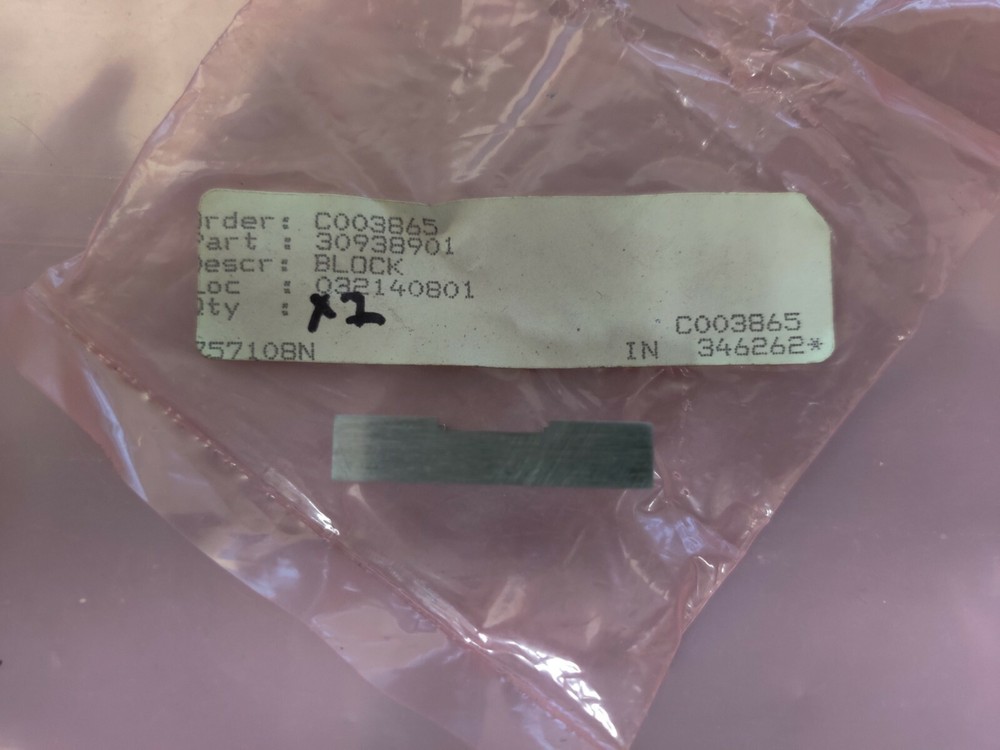 Order: C003865
Part : 30938901
Descr: BLOCK
Loc : 032140801
Qty : x2
C003865
757108N IN 346262*